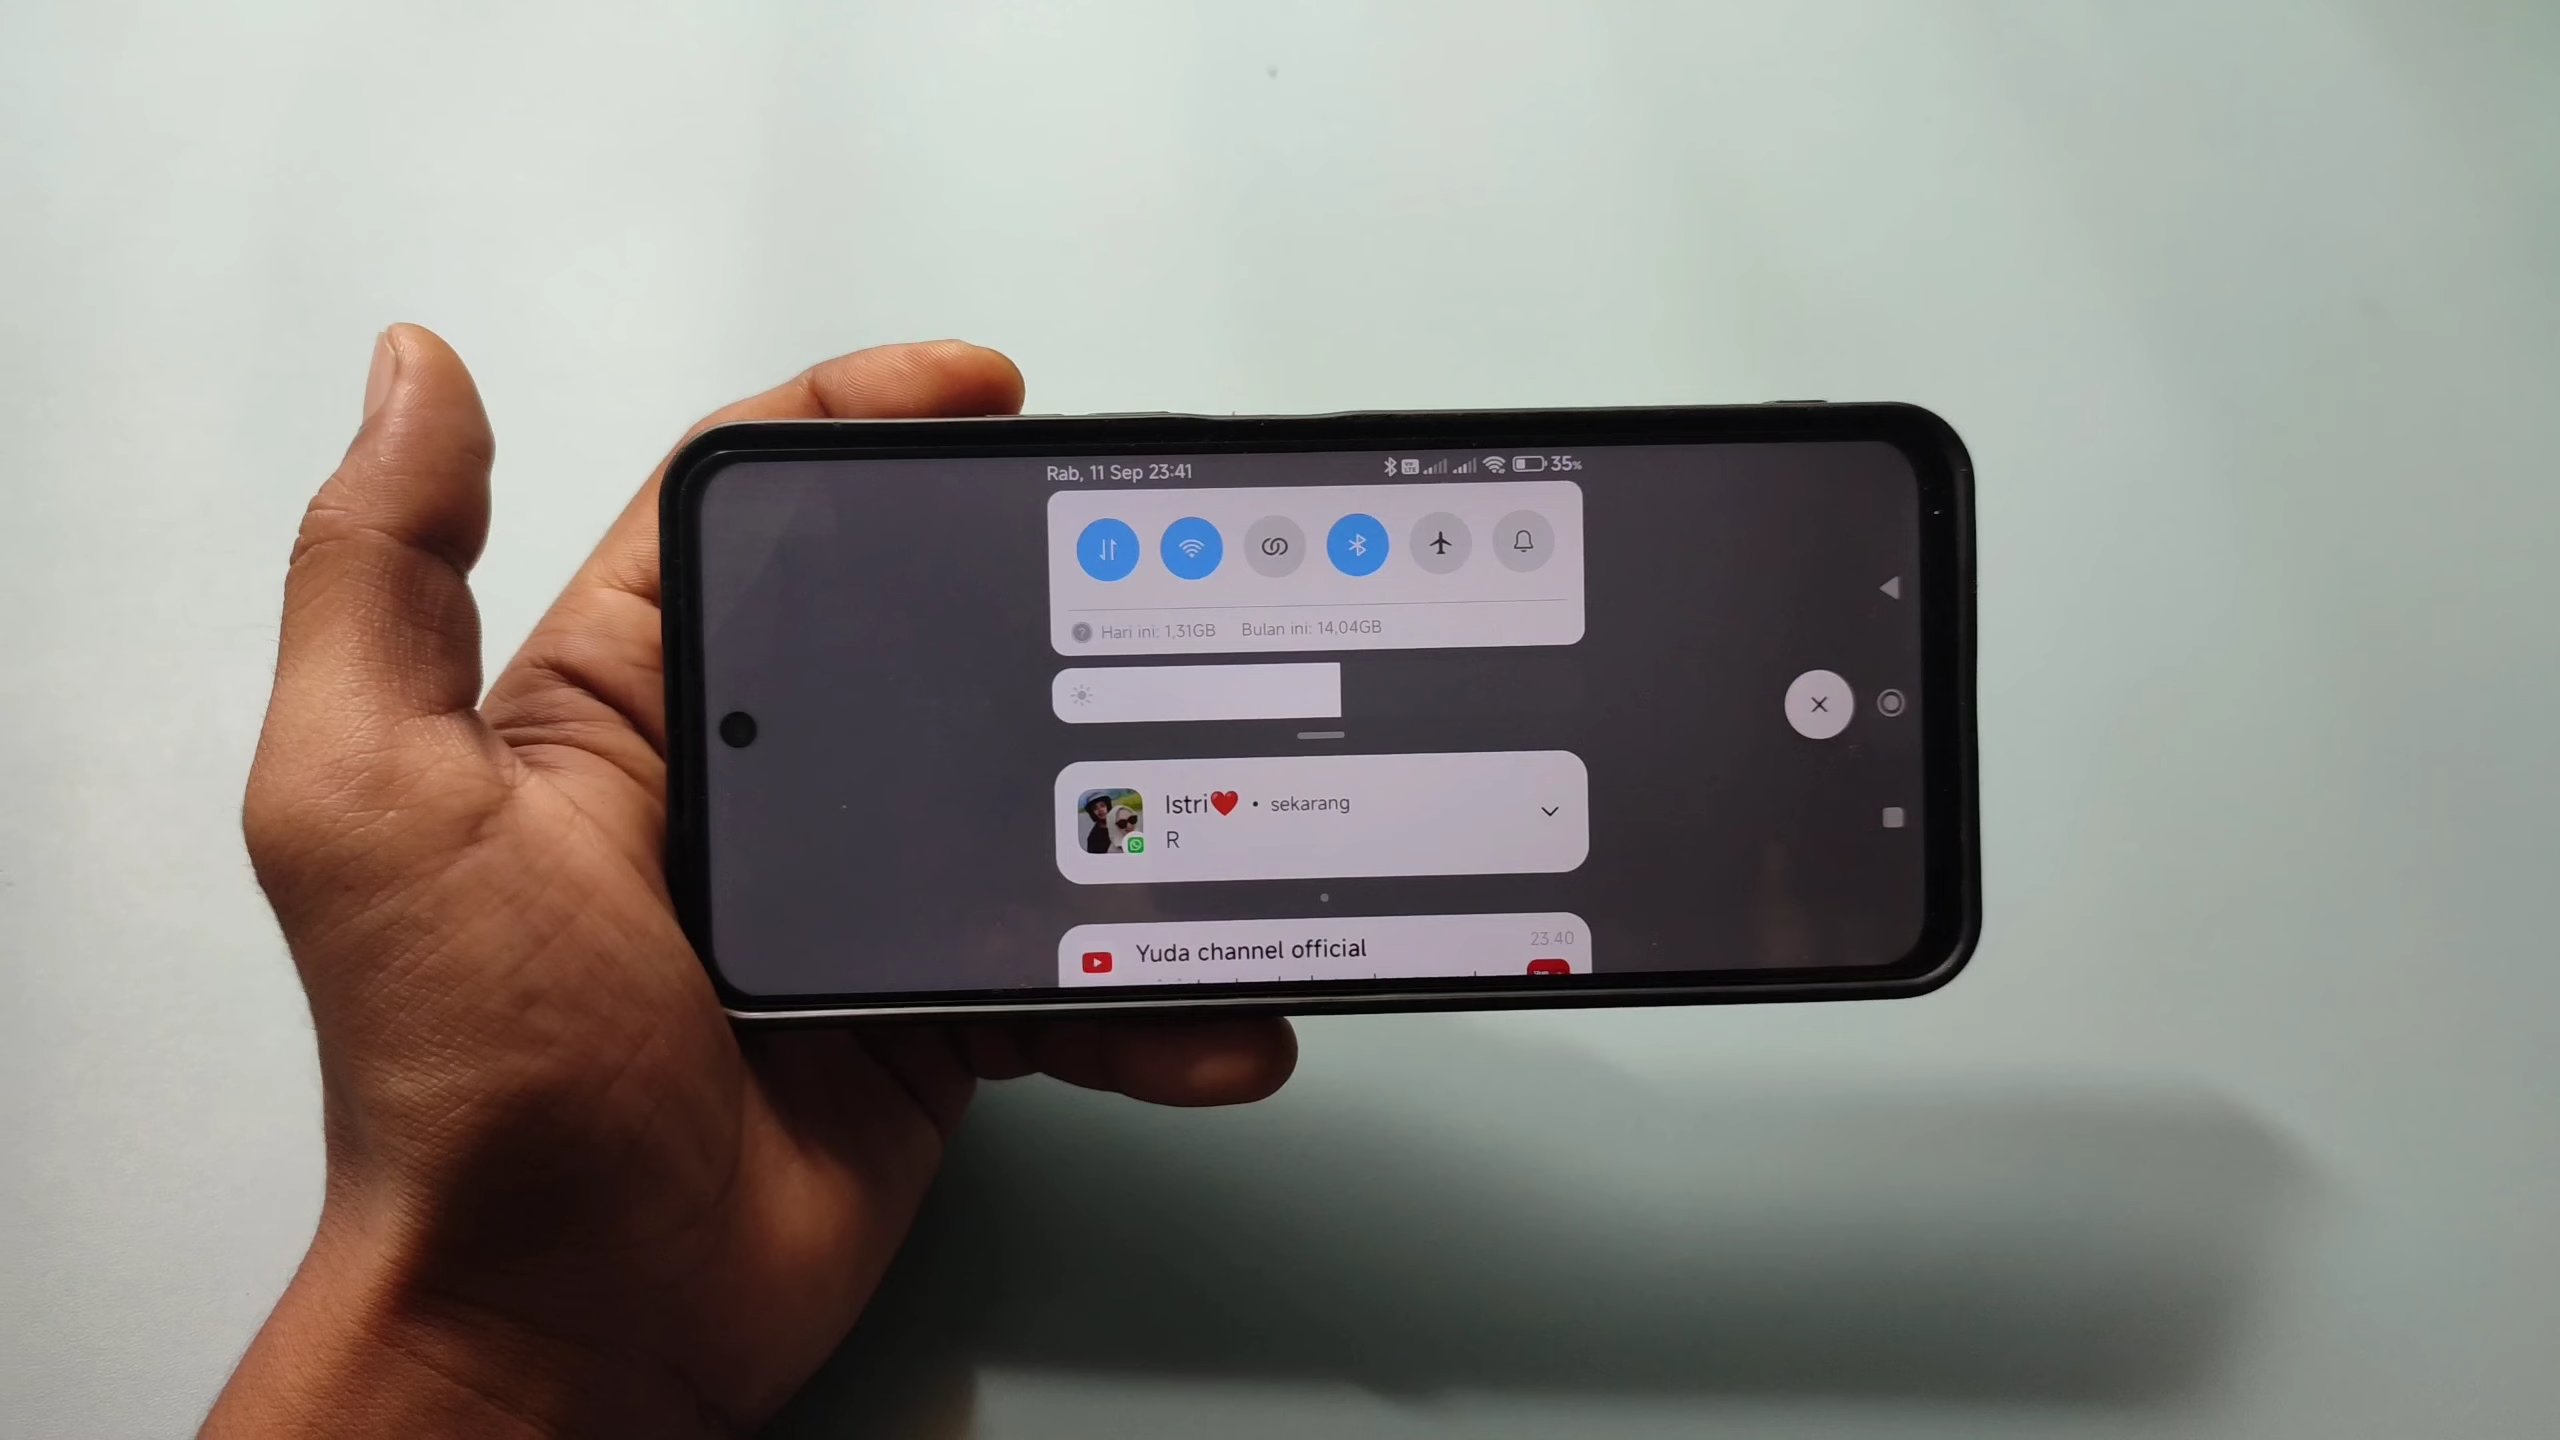 Rab, 11 Sep 23:41
35%
Hari ini: 1,31GB Bulan ini: 14,04GB
Istri❤️ • sekarang
R
Yuda channel official 23.40